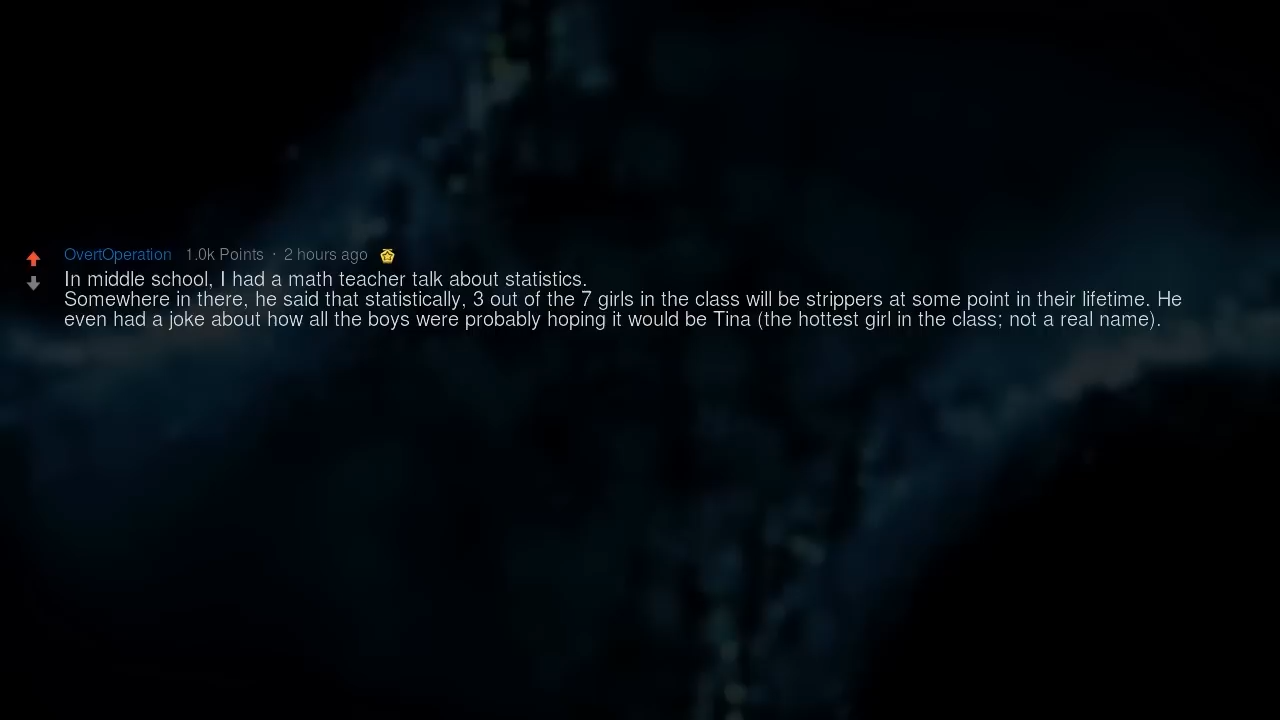 OvertOperation 1.0k Points · 2 hours ago
In middle school, I had a math teacher talk about statistics.
Somewhere in there, he said that statistically, 3 out of the 7 girls in the class will be strippers at some point in their lifetime. He
even had a joke about how all the boys were probably hoping it would be Tina (the hottest girl in the class; not a real name).